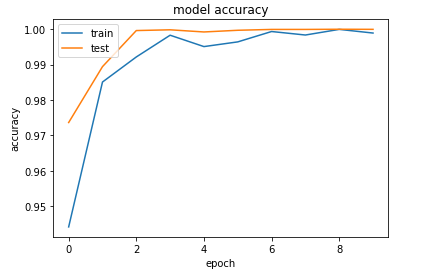 model accuracy
train
test
1.00
0.99
0.98
0.97
0.96
0.95
accuracy
0 2 4 6 8
epoch